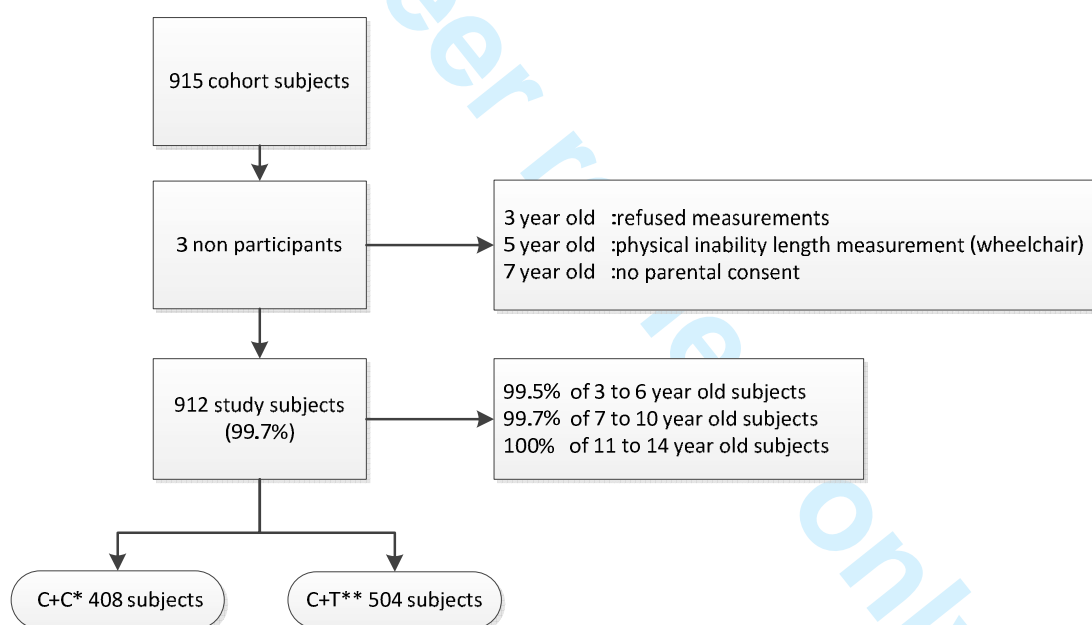 915 cohort subjects
3 non participants
3 year old :refused measurements
5 year old :physical inability length measurement (wheelchair)
7 year old :no parental consent
912 study subjects
(99.7%)
99.5% of 3 to 6 year old subjects
99.7% of 7 to 10 year old subjects
100% of 11 to 14 year old subjects
C+C* 408 subjects
C+T** 504 subjects